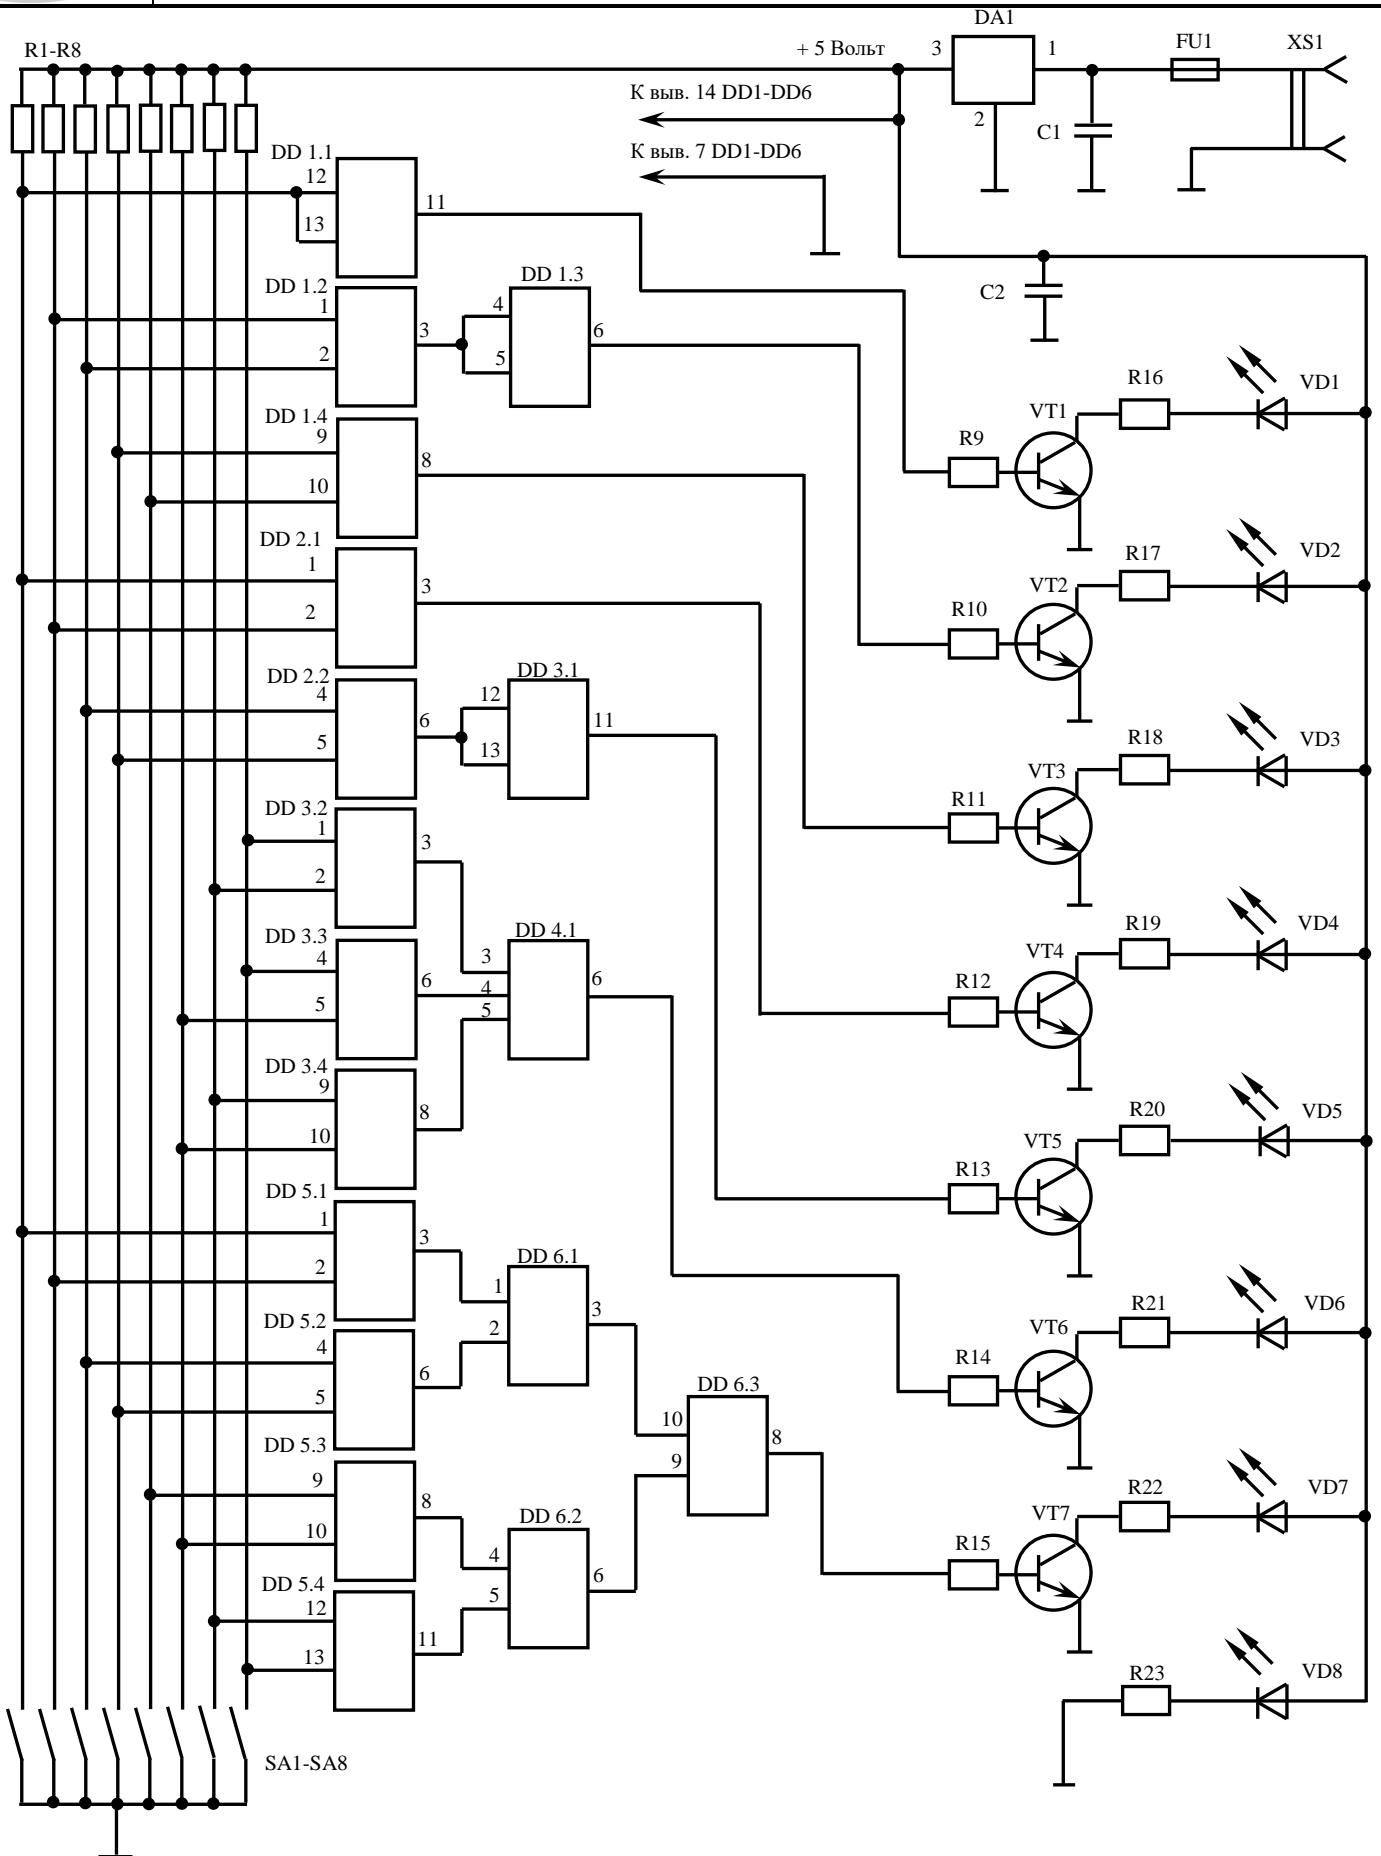 DA1
R1-R8
+ 5 Вольт
3
1
FU1
XS1
К выв. 14 DD1-DD6
2
C1
К выв. 7 DD1-DD6
DD 1.1
12
13
11
DD 1.2
1
2
3
DD 1.3
4
5
6
C2
DD 1.4
9
10
8
R16
VD1
VT1
R9
DD 2.1
1
2
3
R17
VD2
VT2
R10
DD 2.2
4
5
6
DD 3.1
12
13
11
R18
VD3
VT3
R11
DD 3.2
1
2
3
DD 3.3
4
5
6
DD 4.1
3
4
5
6
R19
VD4
VT4
R12
DD 3.4
9
10
8
R20
VD5
VT5
R13
DD 5.1
1
2
3
DD 6.1
1
2
3
DD 5.2
4
5
6
R21
VD6
VT6
R14
DD 6.3
10
9
8
DD 5.3
9
10
8
DD 6.2
4
5
6
R22
VD7
VT7
R15
DD 5.4
12
13
11
R23
VD8
SA1-SA8